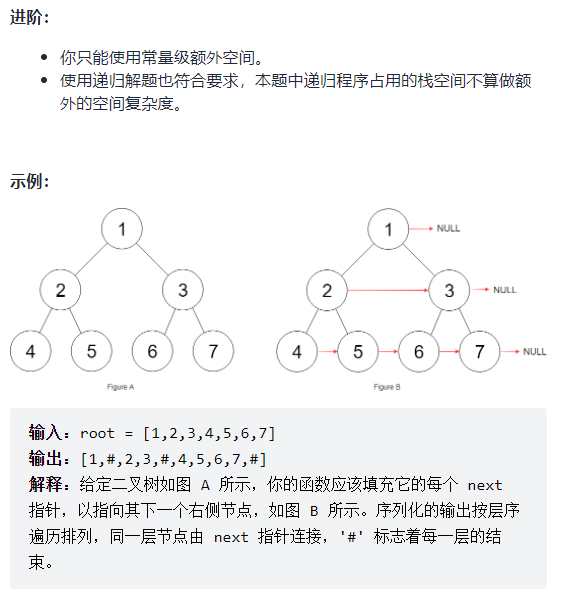 进阶：
你只能使用常量级额外空间。
使用递归解题也符合要求，本题中递归程序占用的栈空间不算做额
外的空间复杂度。
示例：
1
2 3
4 5 6 7
Figure A
1 NULL
2 3 NULL
4 5 6 7 NULL
Figure B
输入：root = [1,2,3,4,5,6,7]
输出：[1,#,2,3,#,4,5,6,7,#]
解释：给定二叉树如图 A 所示，你的函数应该填充它的每个 next
指针，以指向其下一个右侧节点，如图 B 所示。序列化的输出按层序
遍历排列，同一层节点由 next 指针连接，'#' 标志着每一层的结
束。